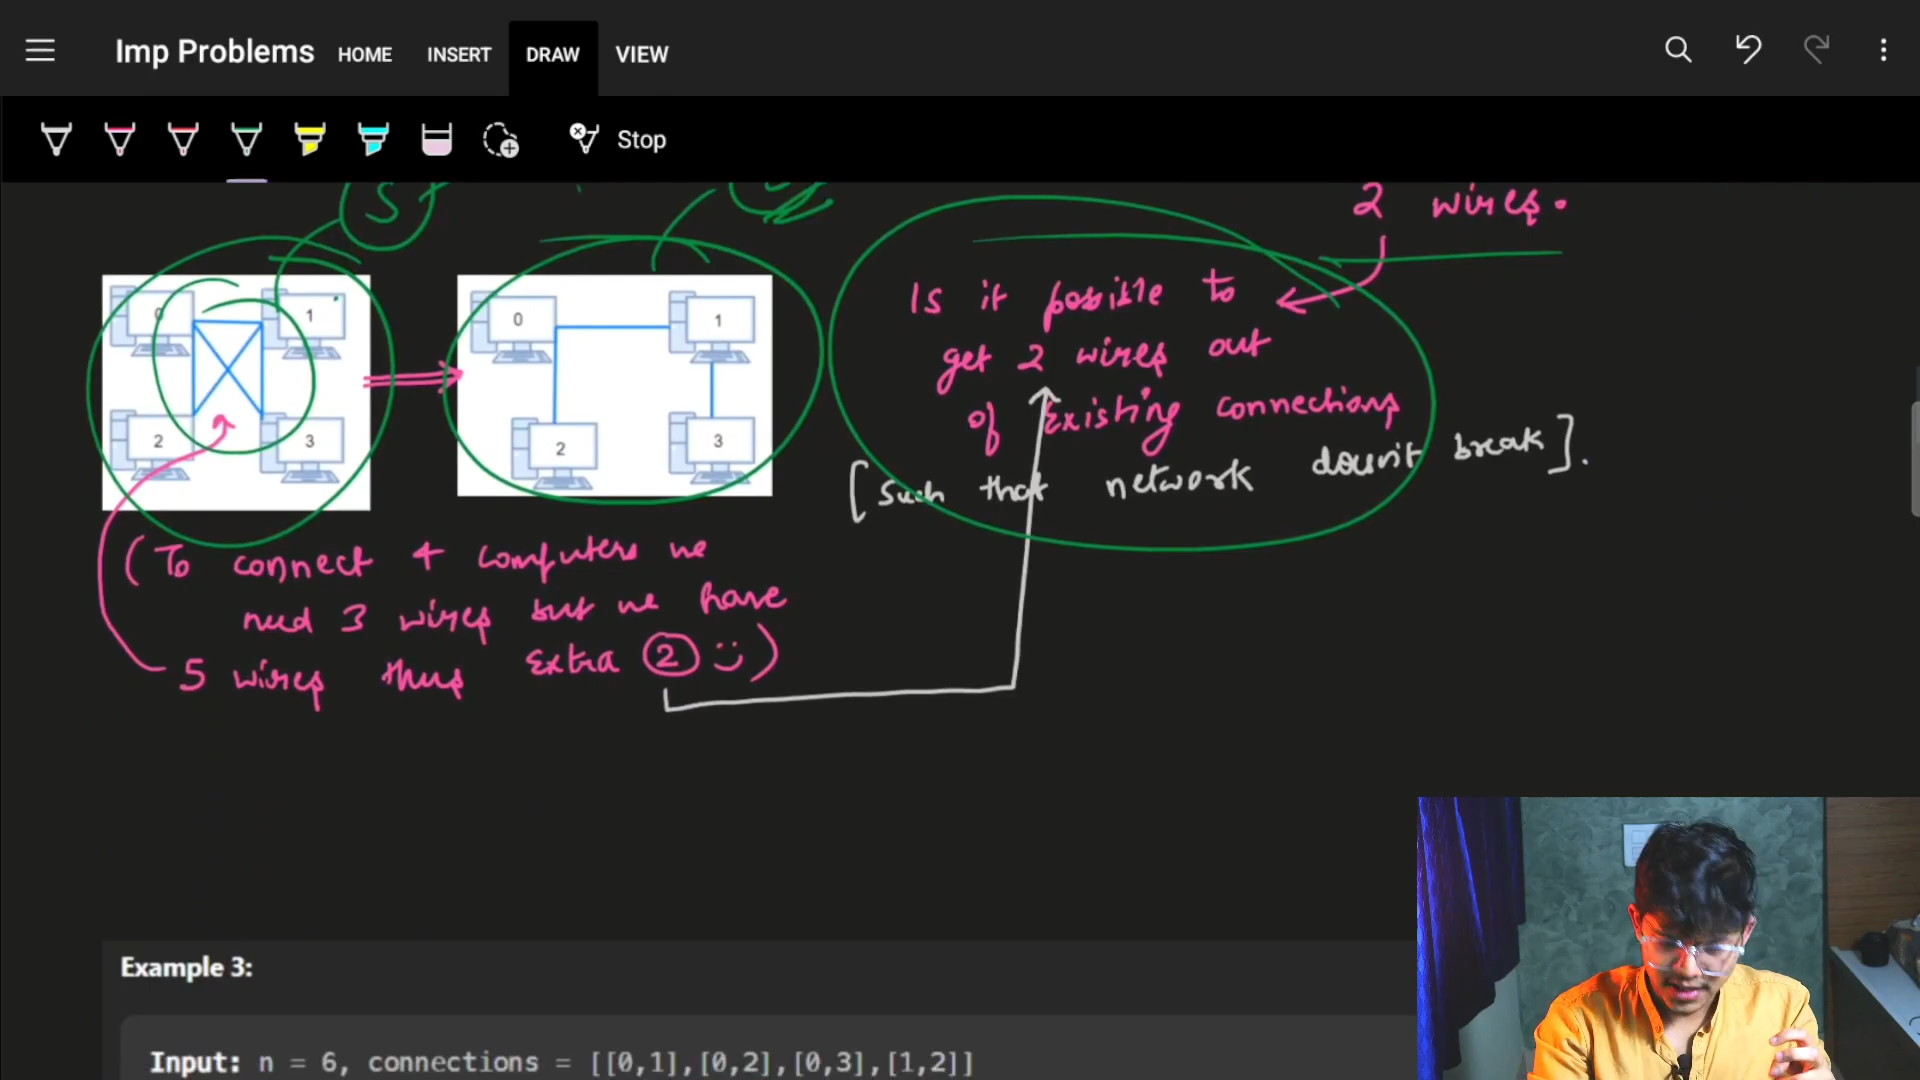 Imp Problems HOME INSERT DRAW VIEW
Stop
5
2 wires.
0 1
2 3
0 1
2 3
Is it possible to
get 2 wires out
of Existing connections
[such that network doesn't break].
(To connect 4 computers we
need 3 wires but we have
5 wires thus Extra 2 :)
Example 3:
Input: n = 6, connections = [[0,1],[0,2],[0,3],[1,2]]